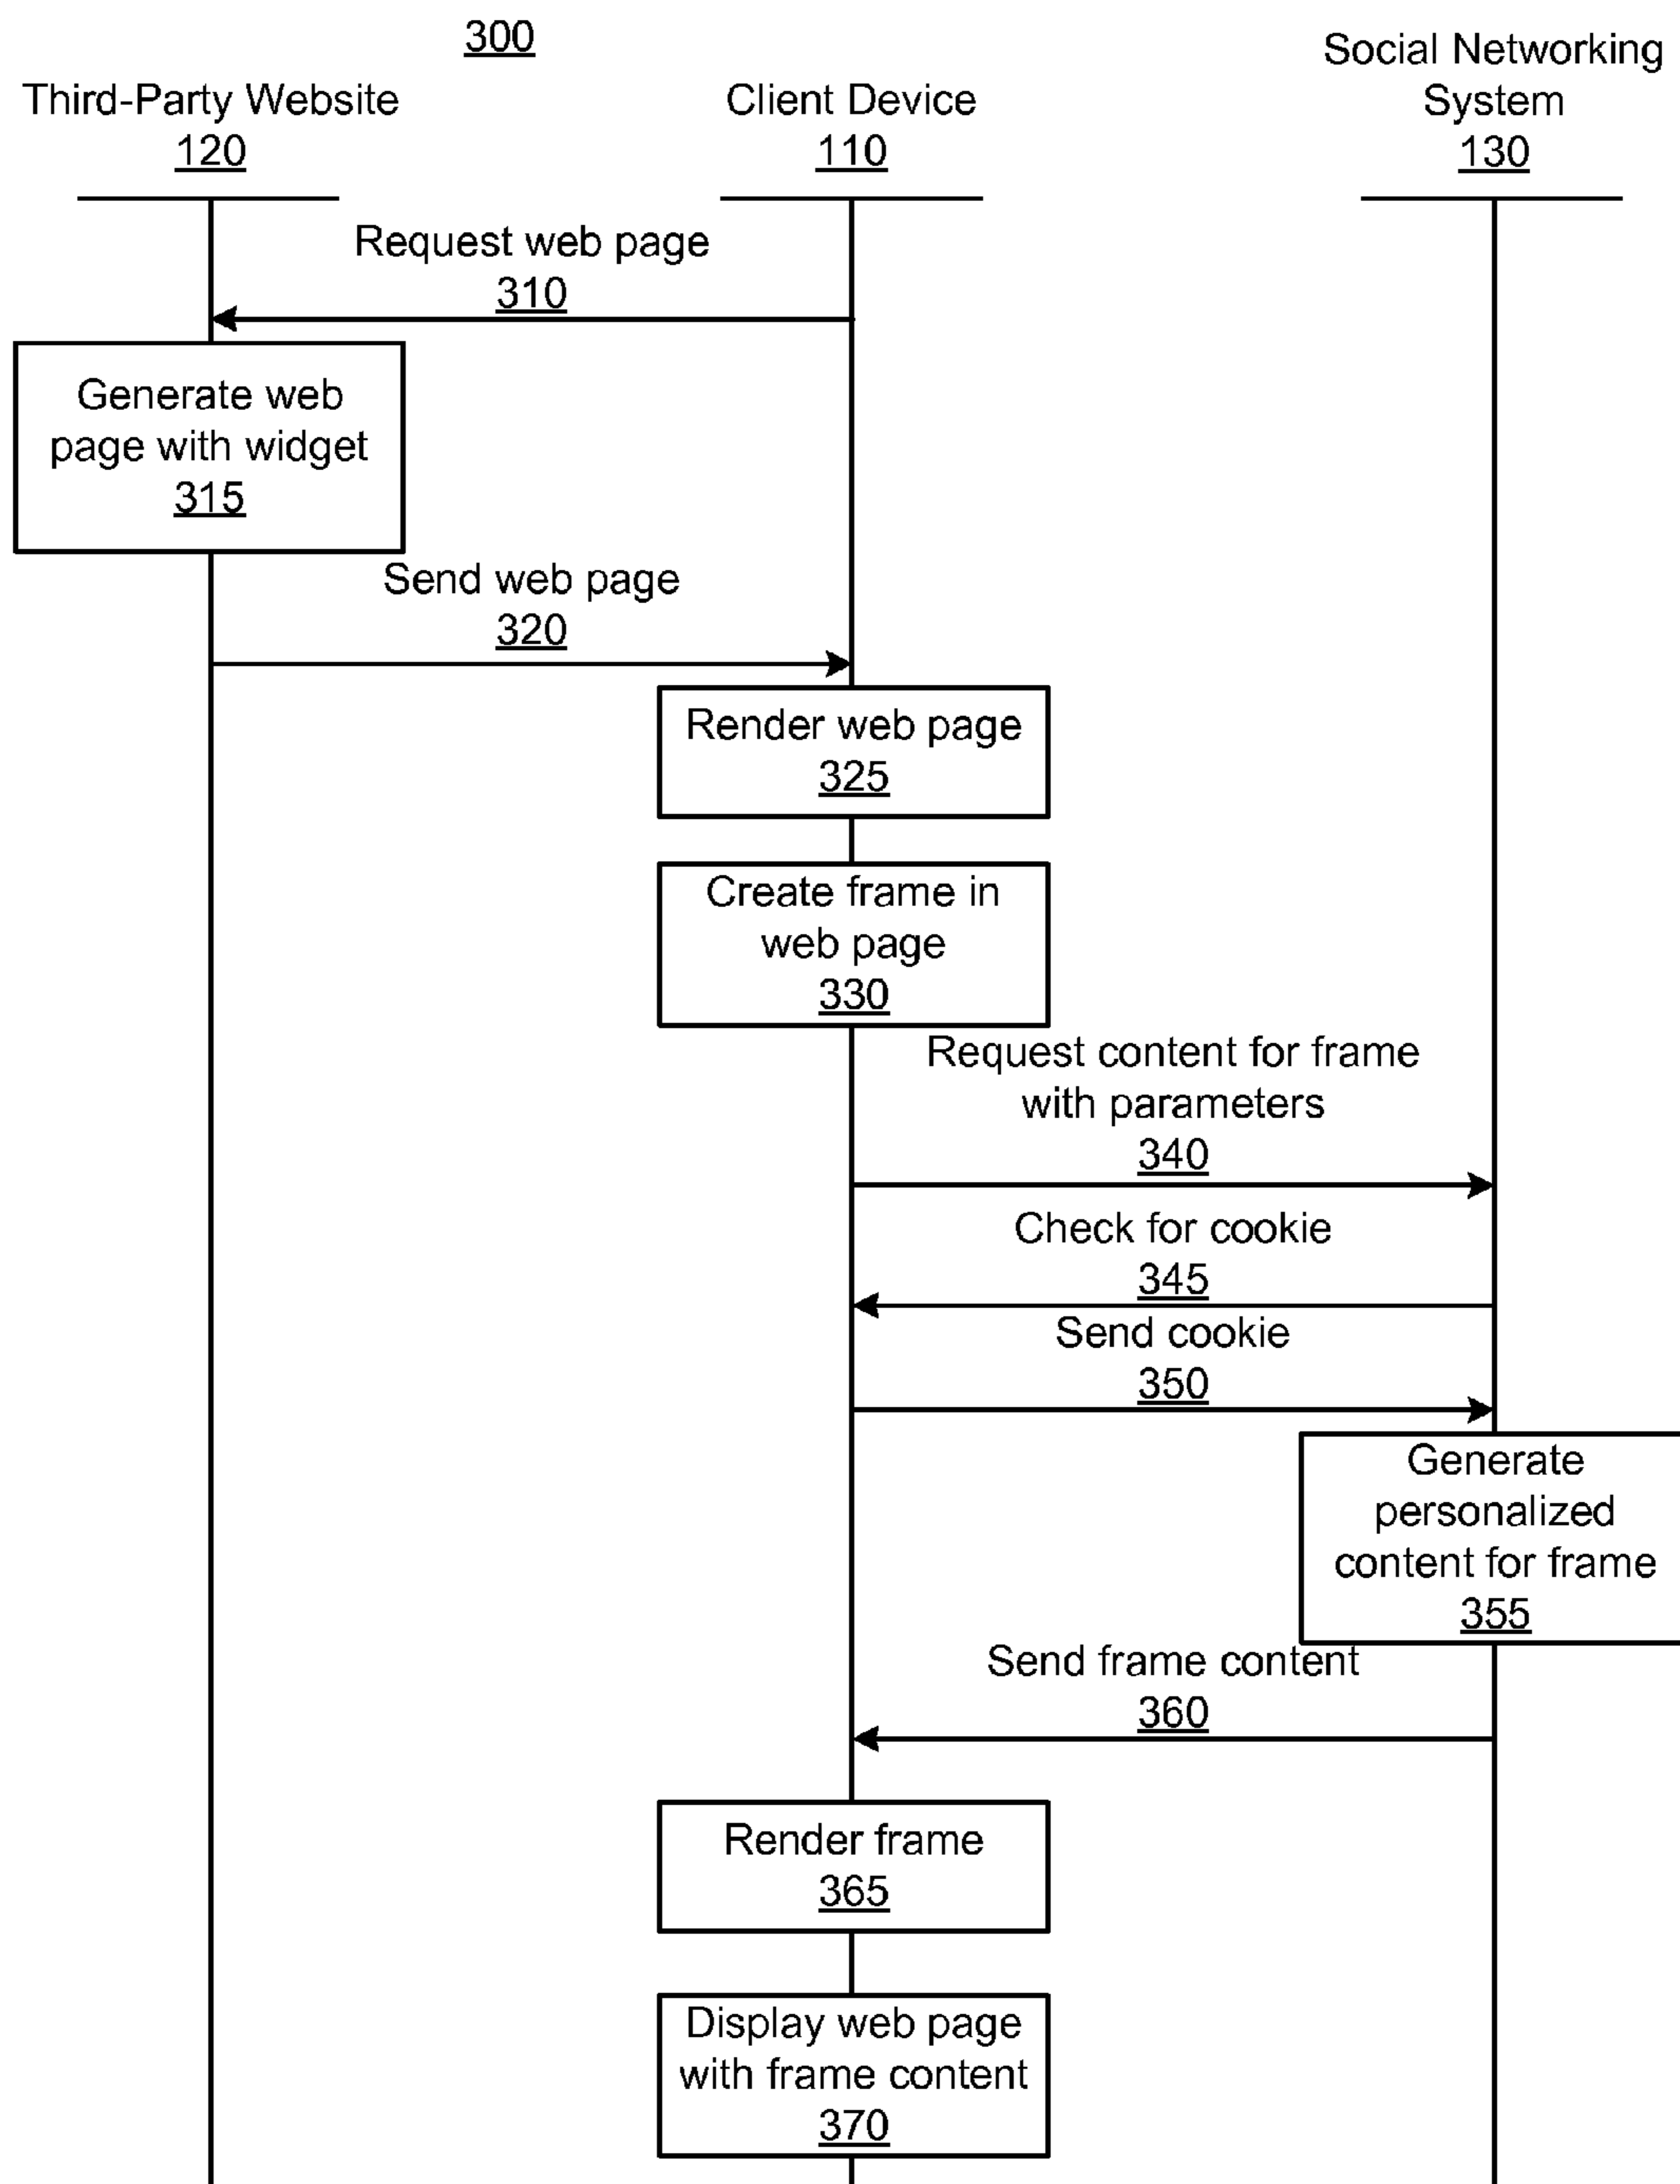 300
Third-Party Website
120
Client Device
110
Social Networking
System
130
Request web page
310
Generate web
page with widget
315
Send web page
320
Render web page
325
Create frame in
web page
330
Request content for frame
with parameters
340
Check for cookie
345
Send cookie
350
Generate
personalized
content for frame
355
Send frame content
360
Render frame
365
Display web page
with frame content
370